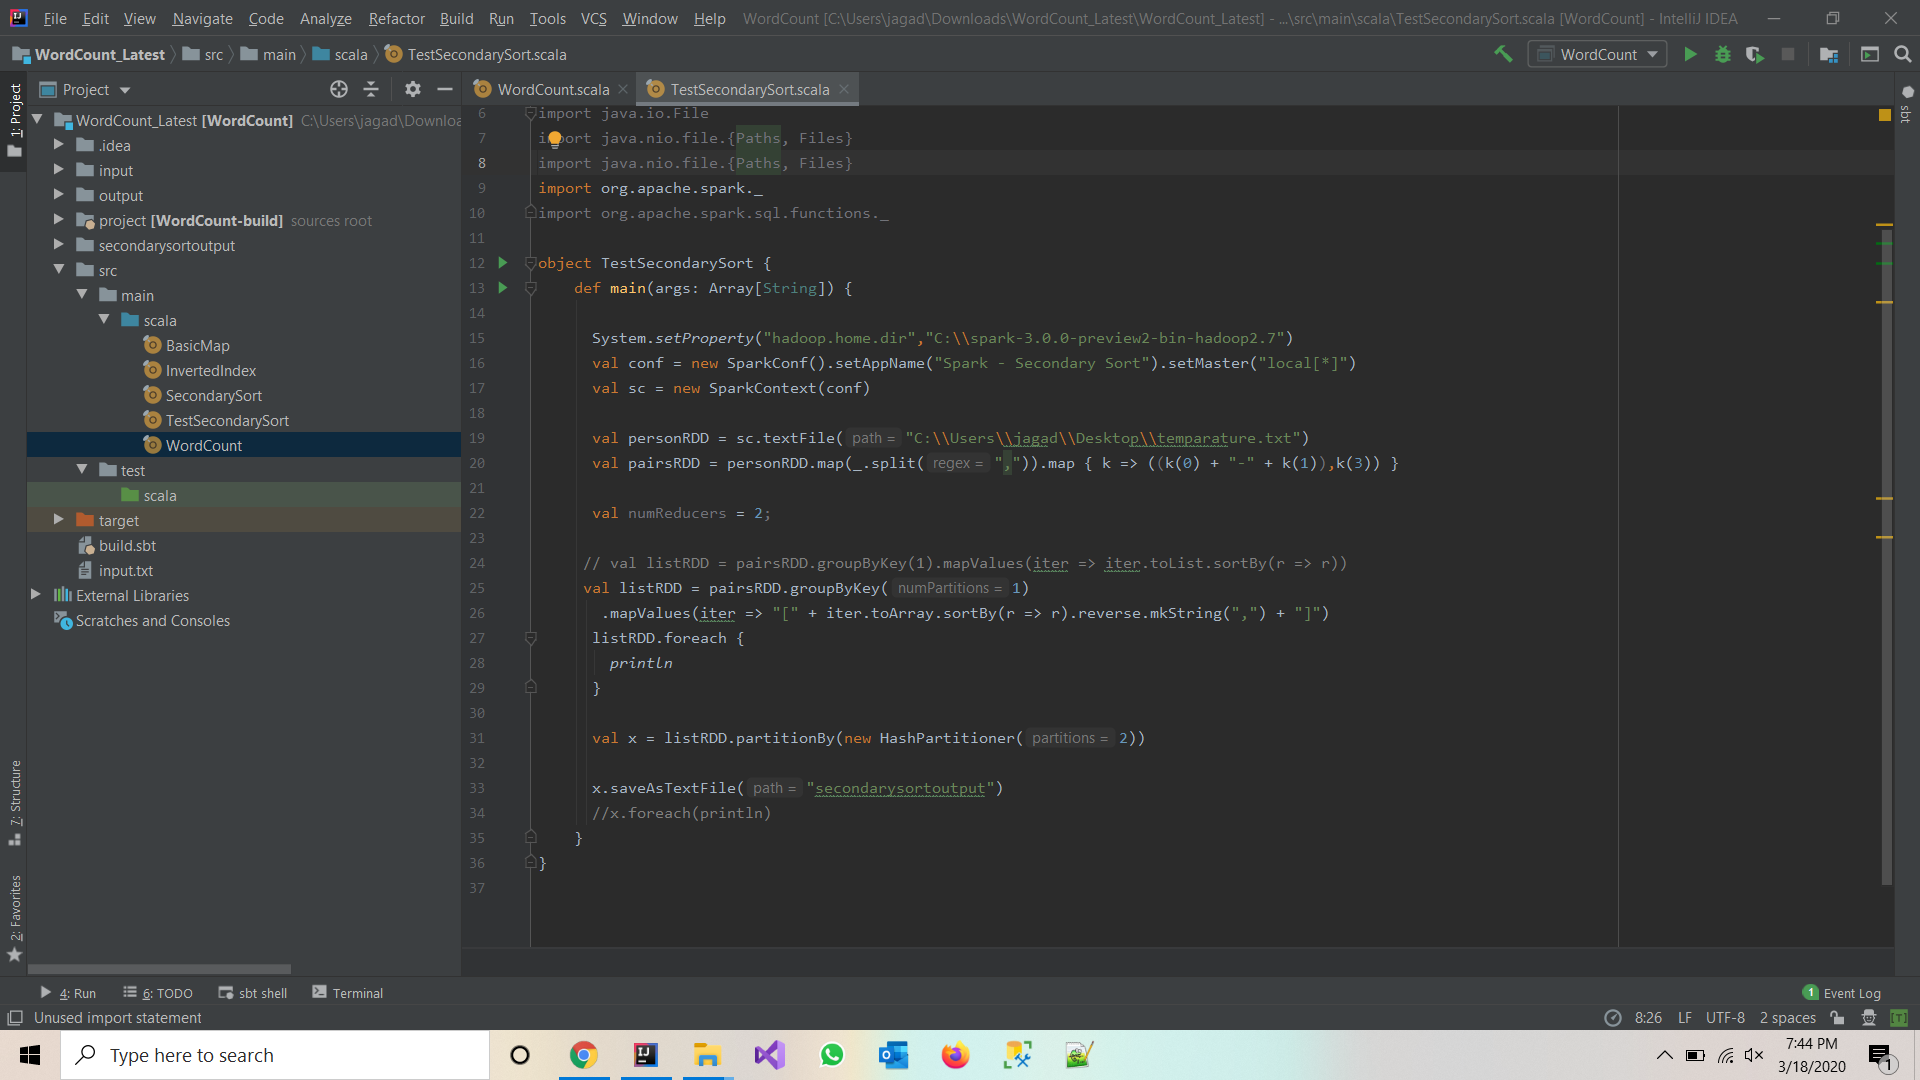 File Edit View Navigate Code Analyze Refactor Build Run Tools VCS Window Help WordCount [C:\Users\jagad\Downloads\WordCount_Latest\WordCount_Latest] - ...\src\main\scala\TestSecondarySort.scala [WordCount] - IntelliJ IDEA
WordCount_Latest src main scala TestSecondarySort.scala WordCount
Project WordCount.scala TestSecondarySort.scala
1: Project
sbt
WordCount_Latest [WordCount] C:\Users\jagad\Downloa
.idea
input
output
project [WordCount-build] sources root
secondarysortoutput
src
main
scala
BasicMap
InvertedIndex
SecondarySort
TestSecondarySort
WordCount
test
scala
target
build.sbt
input.txt
External Libraries
Scratches and Consoles
7: Structure
2: Favorites
6 import java.io.File
7 import java.nio.file.{Paths, Files}
8 import java.nio.file.{Paths, Files}
9 import org.apache.spark._
10 import org.apache.spark.sql.functions._
11
12 object TestSecondarySort {
13 def main(args: Array[String]) {
14
15 System.setProperty("hadoop.home.dir","C:\\spark-3.0.0-preview2-bin-hadoop2.7")
16 val conf = new SparkConf().setAppName("Spark - Secondary Sort").setMaster("local[*]")
17 val sc = new SparkContext(conf)
18
19 val personRDD = sc.textFile( path = "C:\\Users\\jagad\\Desktop\\temparature.txt")
20 val pairsRDD = personRDD.map(_.split( regex = ",")).map { k => ((k(0) + "-" + k(1)),k(3)) }
21
22 val numReducers = 2;
23
24 // val listRDD = pairsRDD.groupByKey(1).mapValues(iter => iter.toList.sortBy(r => r))
25 val listRDD = pairsRDD.groupByKey( numPartitions = 1)
26 .mapValues(iter => "[" + iter.toArray.sortBy(r => r).reverse.mkString(",") + "]")
27 listRDD.foreach {
28 println
29 }
30
31 val x = listRDD.partitionBy(new HashPartitioner( partitions = 2))
32
33 x.saveAsTextFile( path = "secondarysortoutput")
34 //x.foreach(println)
35 }
36 }
37
4: Run 6: TODO sbt shell Terminal 1 Event Log
Unused import statement 8:26 LF UTF-8 2 spaces [T]
Type here to search
7:44 PM
3/18/2020
1